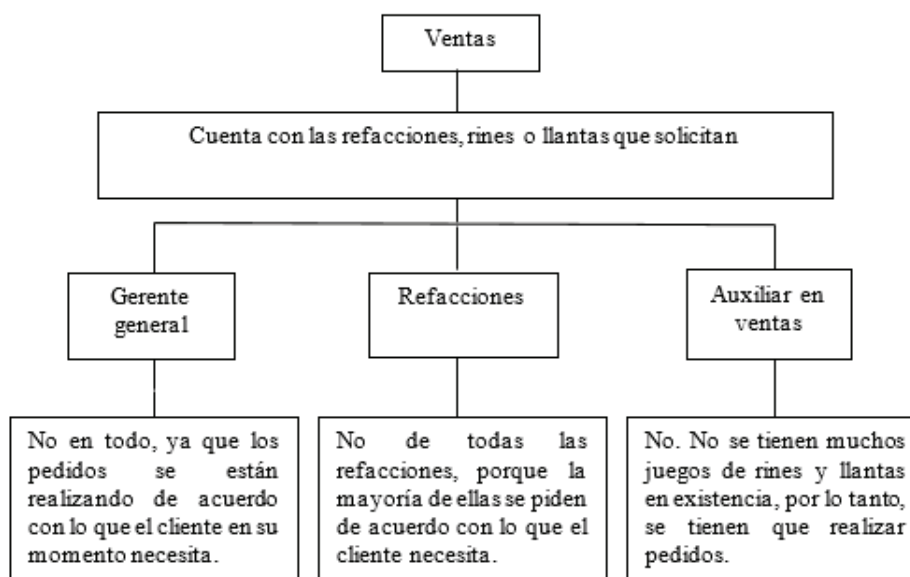 Ventas
Cuenta con las refacciones, rines o llantas que solicitan
Gerente
general
Refacciones
Auxiliar en
ventas
No en todo, ya que los
pedidos se están
realizando de acuerdo
con lo que el cliente en su
momento necesita.
No de todas las
refacciones, porque la
mayoría de ellas se piden
de acuerdo con lo que el
cliente necesita.
No. No se tienen muchos
juegos de rines y llantas
en existencia, por lo tanto,
se tienen que realizar
pedidos.